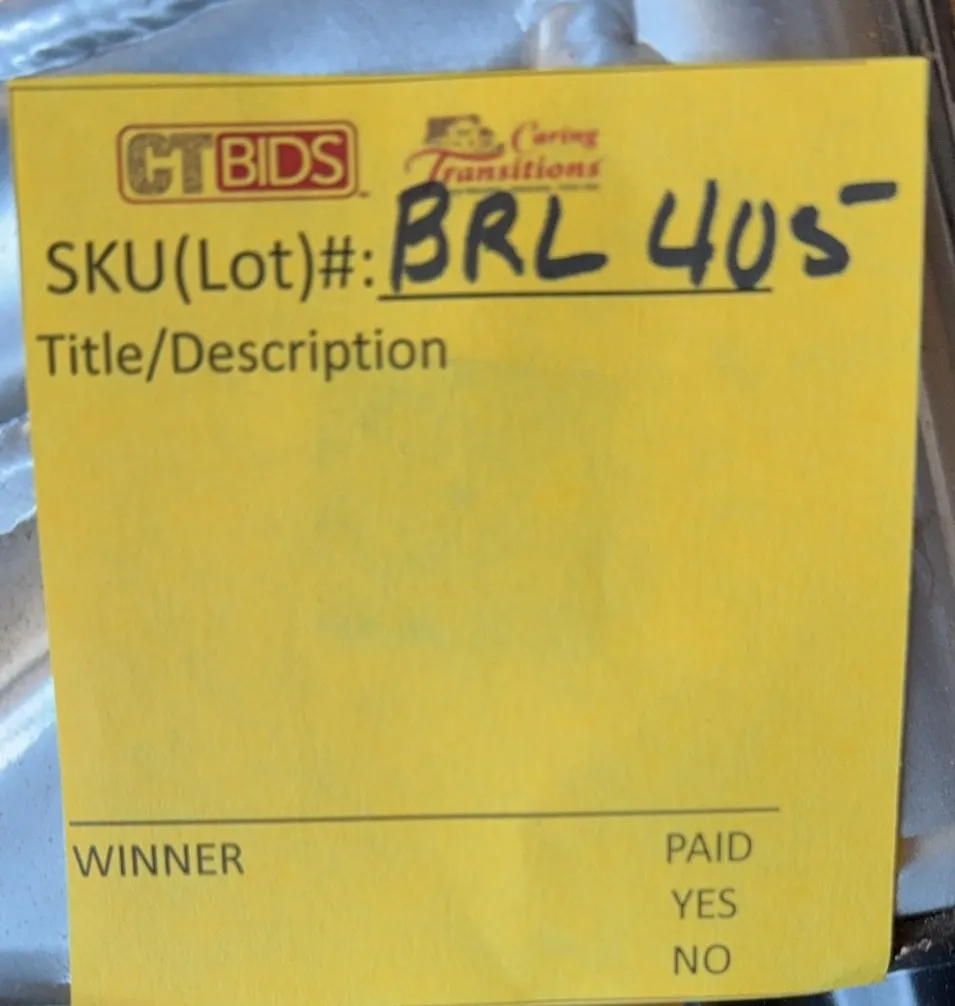 CTBIDS Caring
Transitions
SKU(Lot)#: BRL 405
Title/Description
WINNER PAID
YES
NO